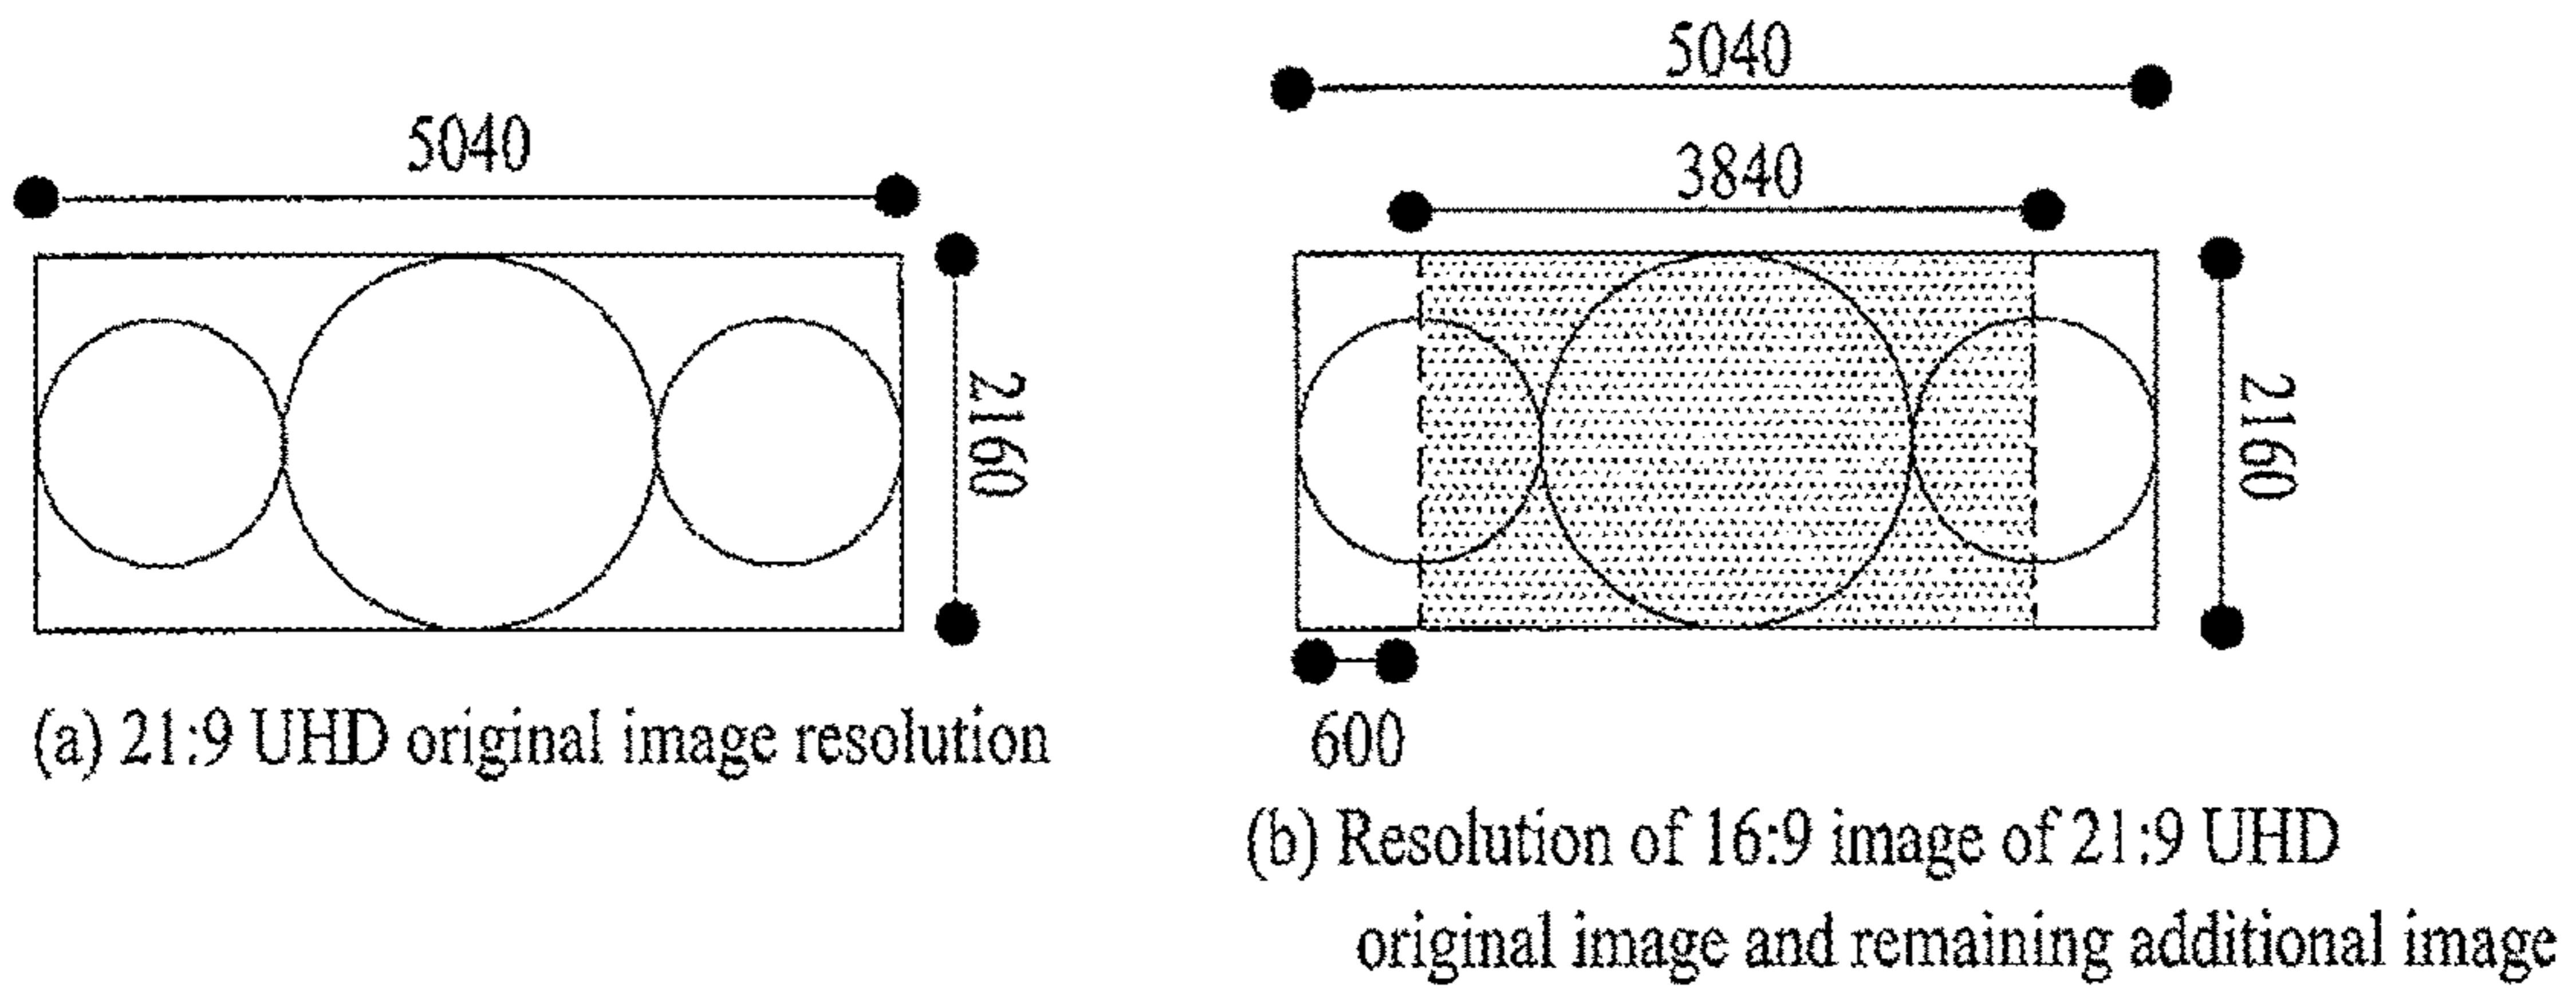 5040
2160
(a) 21:9 UHD original image resolution
5040
3840
2160
600
(b) Resolution of 16:9 image of 21:9 UHD
original image and remaining additional image